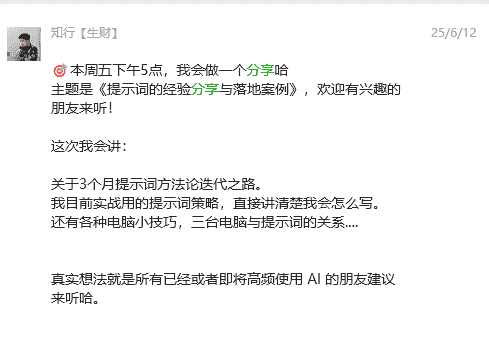 知行【生财】
25/6/12
🎯 本周五下午5点，我会做一个分享哈
主题是《提示词的经验分享与落地案例》，欢迎有兴趣的
朋友来听！
这次我会讲：
关于3个月提示词方法论迭代之路。
我目前实战用的提示词策略，直接讲清楚我会怎么写。
还有各种电脑小技巧，三台电脑与提示词的关系....
真实想法就是所有已经或者即将高频使用 AI 的朋友建议
来听哈。